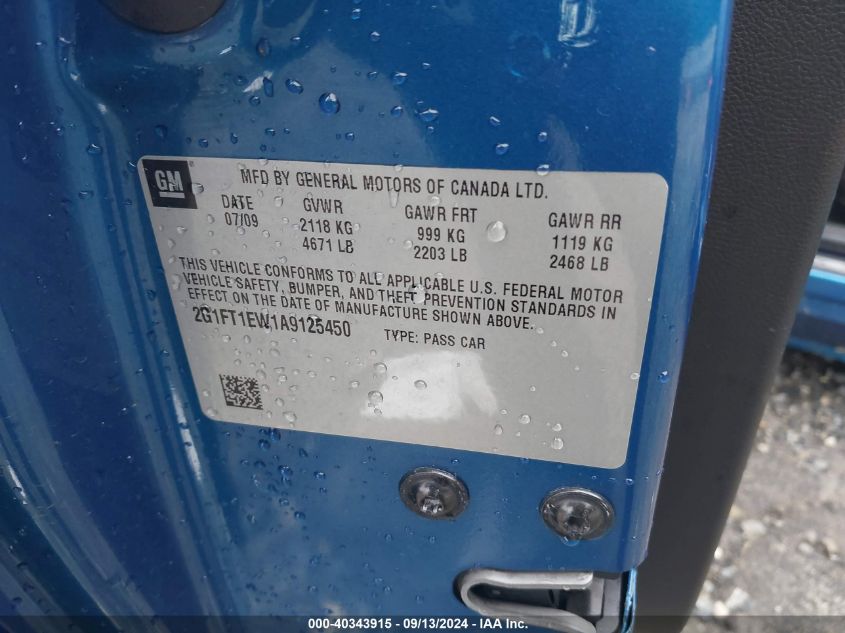 GM
MFD BY GENERAL MOTORS OF CANADA LTD.
DATE GVWR GAWR FRT GAWR RR
07/09 2118 KG 999 KG 1119 KG
4671 LB 2203 LB 2468 LB
THIS VEHICLE CONFORMS TO ALL APPLICABLE U.S. FEDERAL MOTOR
VEHICLE SAFETY, BUMPER, AND THEFT PREVENTION STANDARDS IN
EFFECT ON THE DATE OF MANUFACTURE SHOWN ABOVE.
2G1FT1EW1A9125450 TYPE: PASS CAR
000-40343915 - 09/13/2024 - IAAI.com